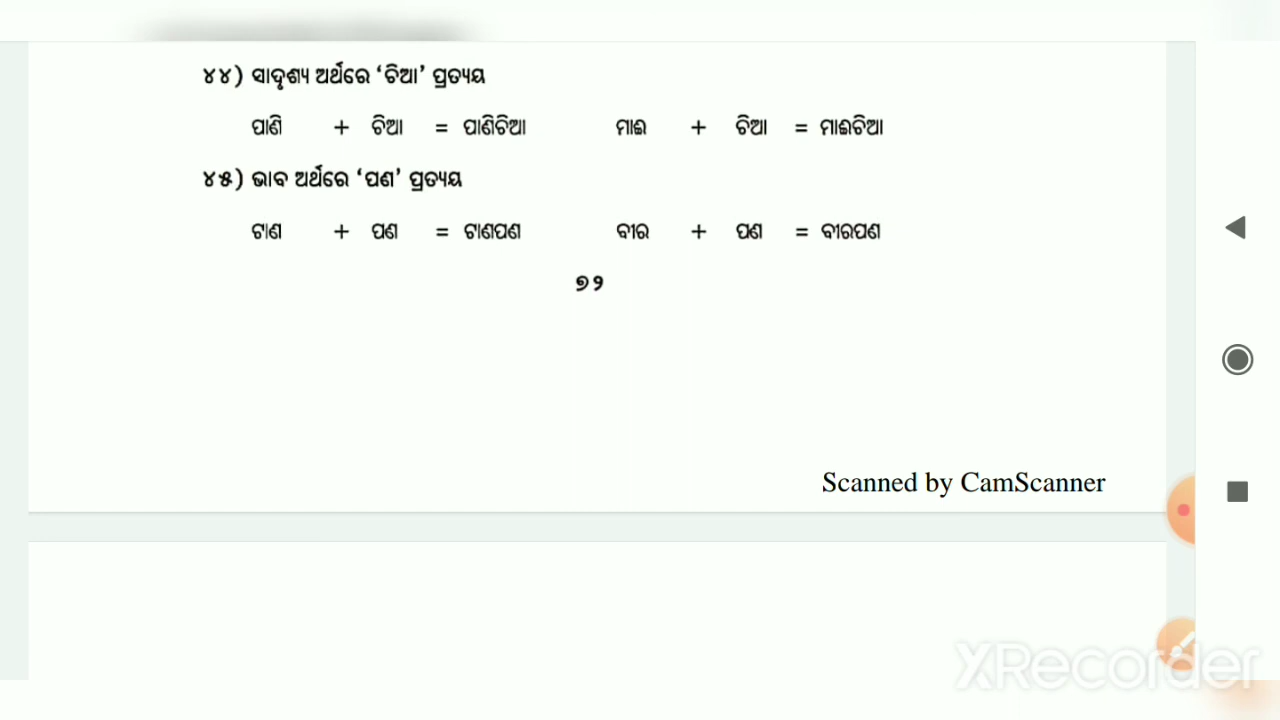 ୪୪) ସାଦୃଶ୍ୟ ଅର୍ଥରେ ‘ଚିଆ’ ପ୍ରତ୍ୟୟ
ପାଣି + ଚିଆ = ପାଣିଚିଆ ମାଈ + ଚିଆ = ମାଈଚିଆ
୪୫) ଭାବ ଅର୍ଥରେ ‘ପଣ’ ପ୍ରତ୍ୟୟ
ଟାଣ + ପଣ = ଟାଣପଣ ବୀର + ପଣ = ବୀରପଣ
୭୨
Scanned by CamScanner
XRecorder